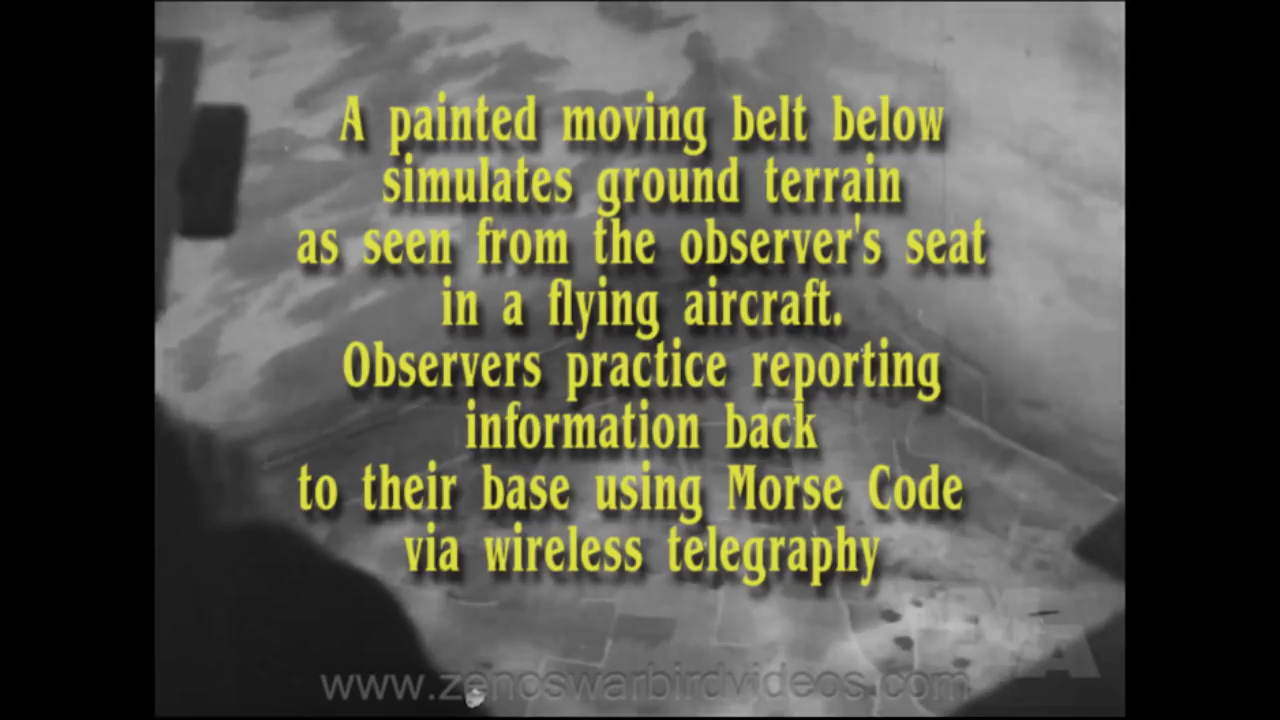 A painted moving belt below
simulates ground terrain
as seen from the observer's seat
in a flying aircraft.
Observers practice reporting
information back
to their base using Morse Code
via wireless telegraphy
www.zenoswarbirdvideos.com